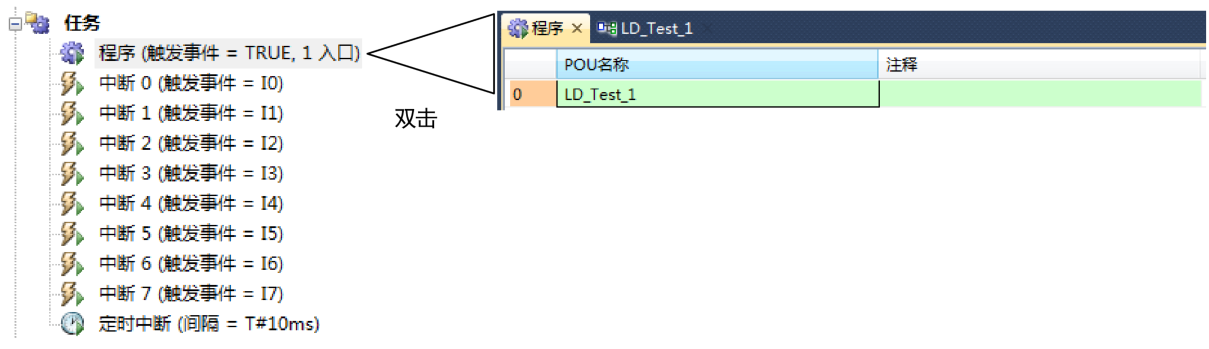 任务
程序 (触发事件 = TRUE, 1 入口)
中断 0 (触发事件 = I0)
中断 1 (触发事件 = I1)
中断 2 (触发事件 = I2)
中断 3 (触发事件 = I3)
中断 4 (触发事件 = I4)
中断 5 (触发事件 = I5)
中断 6 (触发事件 = I6)
中断 7 (触发事件 = I7)
定时中断 (间隔 = T#10ms)
双击
程序 × LD_Test_1 ×
POU名称 注释
0 LD_Test_1